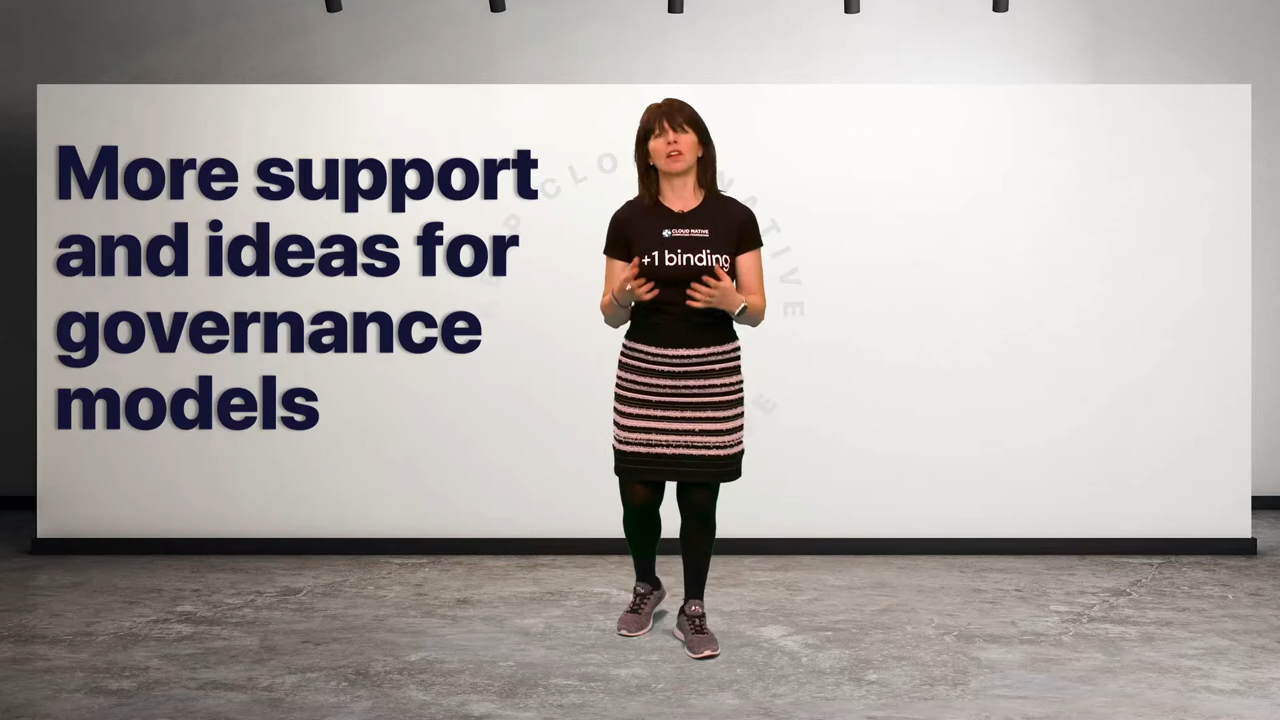 More support
and ideas for
governance
models
CLOUD NATIVE
+1 binding